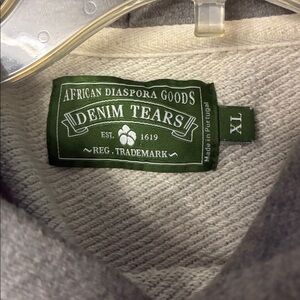 AFRICAN DIASPORA GOODS
DENIM TEARS
EST. 1619
~REG. TRADEMARK~
Made in Portugal
XL